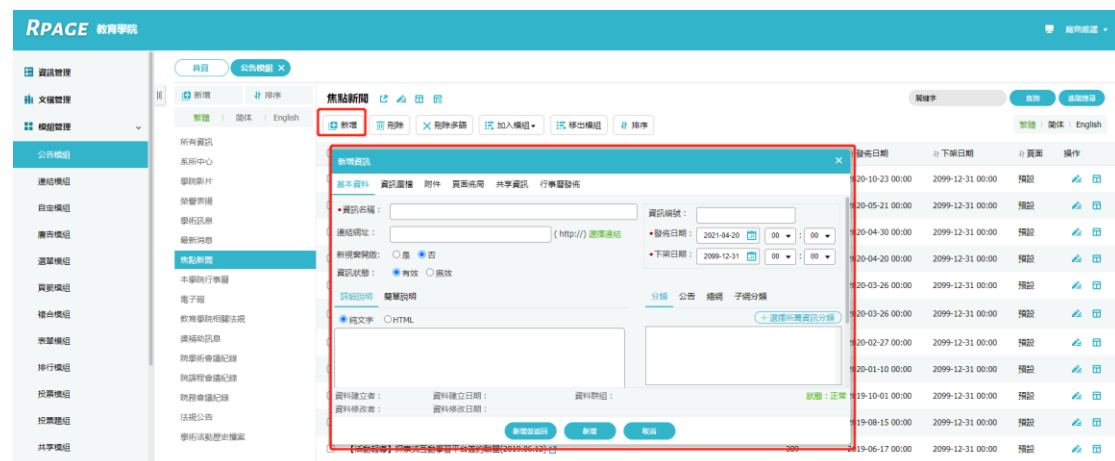 RPAGE 教育學院
廠商維護
資訊管理
文檔管理
模組管理
公告模組
連結模組
自定模組
廣告模組
選單模組
頁籤模組
複合模組
表單模組
排行模組
投票模組
投票題組
共享模組
首頁 公告模組 ×
新增 排序
繁體 簡体 English
所有資訊
系所中心
學院影片
榮譽表揚
學術訊息
最新消息
焦點新聞
本學院行事曆
電子報
教育學院相關法規
獎補助訊息
院學術會議紀錄
院課程會議紀錄
院務會議紀錄
法規公告
學術活動歷史檔案
焦點新聞
關鍵字 查詢 進階搜尋
新增 刪除 刪除多語 加入模組 移出模組 排序
繁體 簡体 English
發佈日期 下架日期 頁面 操作
2020-10-23 00:00 2099-12-31 00:00 預設
20-05-21 00:00 2099-12-31 00:00 預設
20-04-30 00:00 2099-12-31 00:00 預設
20-04-20 00:00 2099-12-31 00:00 預設
20-03-26 00:00 2099-12-31 00:00 預設
20-03-26 00:00 2099-12-31 00:00 預設
20-02-27 00:00 2099-12-31 00:00 預設
20-01-10 00:00 2099-12-31 00:00 預設
19-10-01 00:00 2099-12-31 00:00 預設
19-08-15 00:00 2099-12-31 00:00 預設
【活動報導】探索式互動學習平台簽約聯盟(2019.06.12) 389 2019-06-17 00:00 2099-12-31 00:00 預設
新增資訊 ×
基本資料 資訊圖檔 附件 頁面佈局 共享資訊 行事曆發佈
•資訊名稱： 資訊編號：
連結網址： ( http://) 選擇連結 •發佈日期： 2021-04-20 00 : 00
新視窗開啟: 是 否 •下架日期： 2099-12-31 00 : 00
資訊狀態： 有效 無效
詳細說明 簡單說明 分類 公告 總網 子網分類
純文字 HTML + 選擇所屬資訊分類
資料建立者： 資料建立日期： 資料群組： 狀態：正常
資料修改者： 資料修改日期：
新增並返回 新增 取消